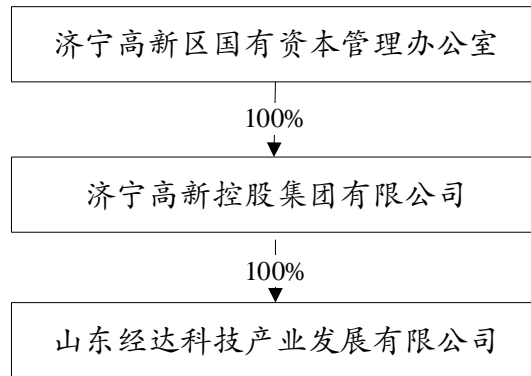 济宁高新区国有资本管理办公室
100%
济宁高新控股集团有限公司
100%
山东经达科技产业发展有限公司